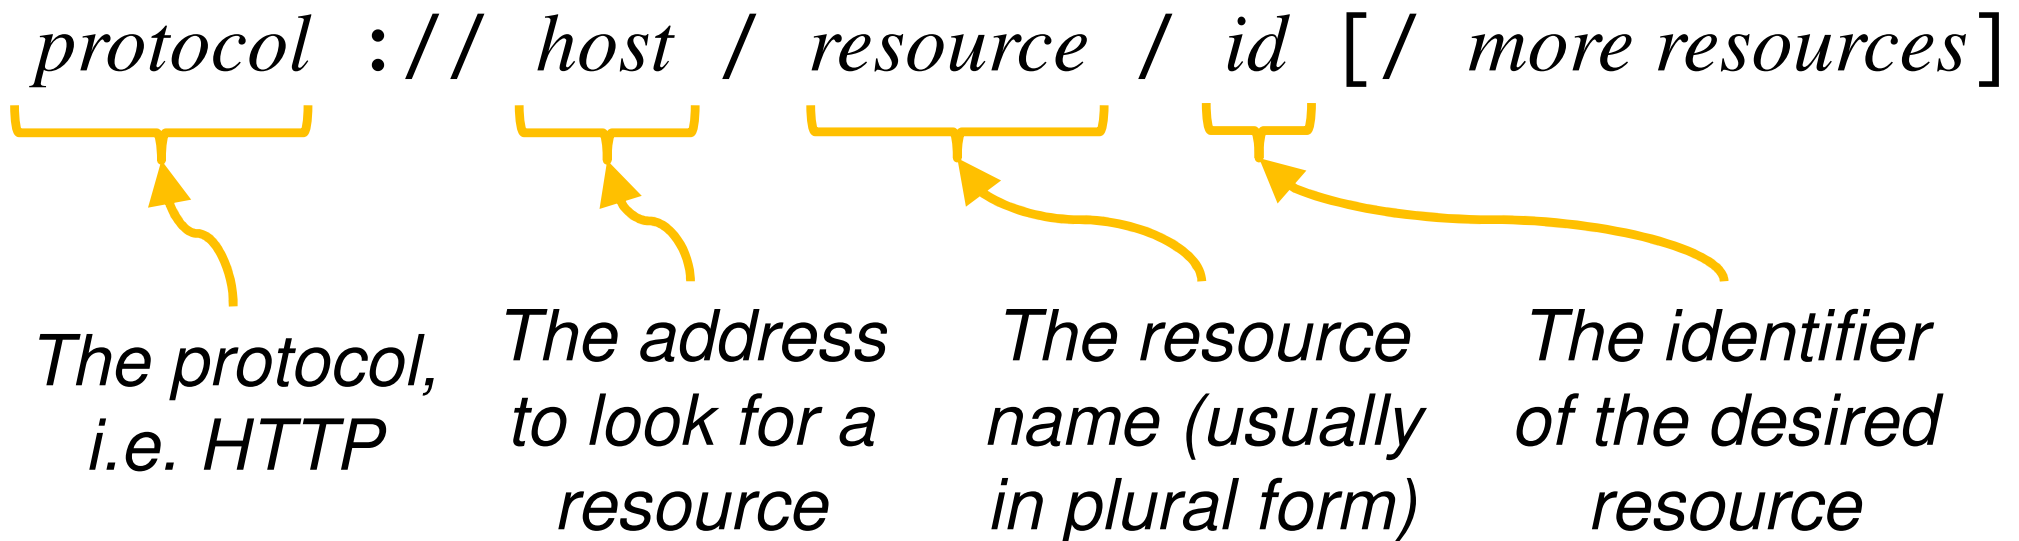 protocol :// host / resource / id [/ more resources]
The protocol,
i.e. HTTP
The address
to look for a
resource
The resource
name (usually
in plural form)
The identifier
of the desired
resource